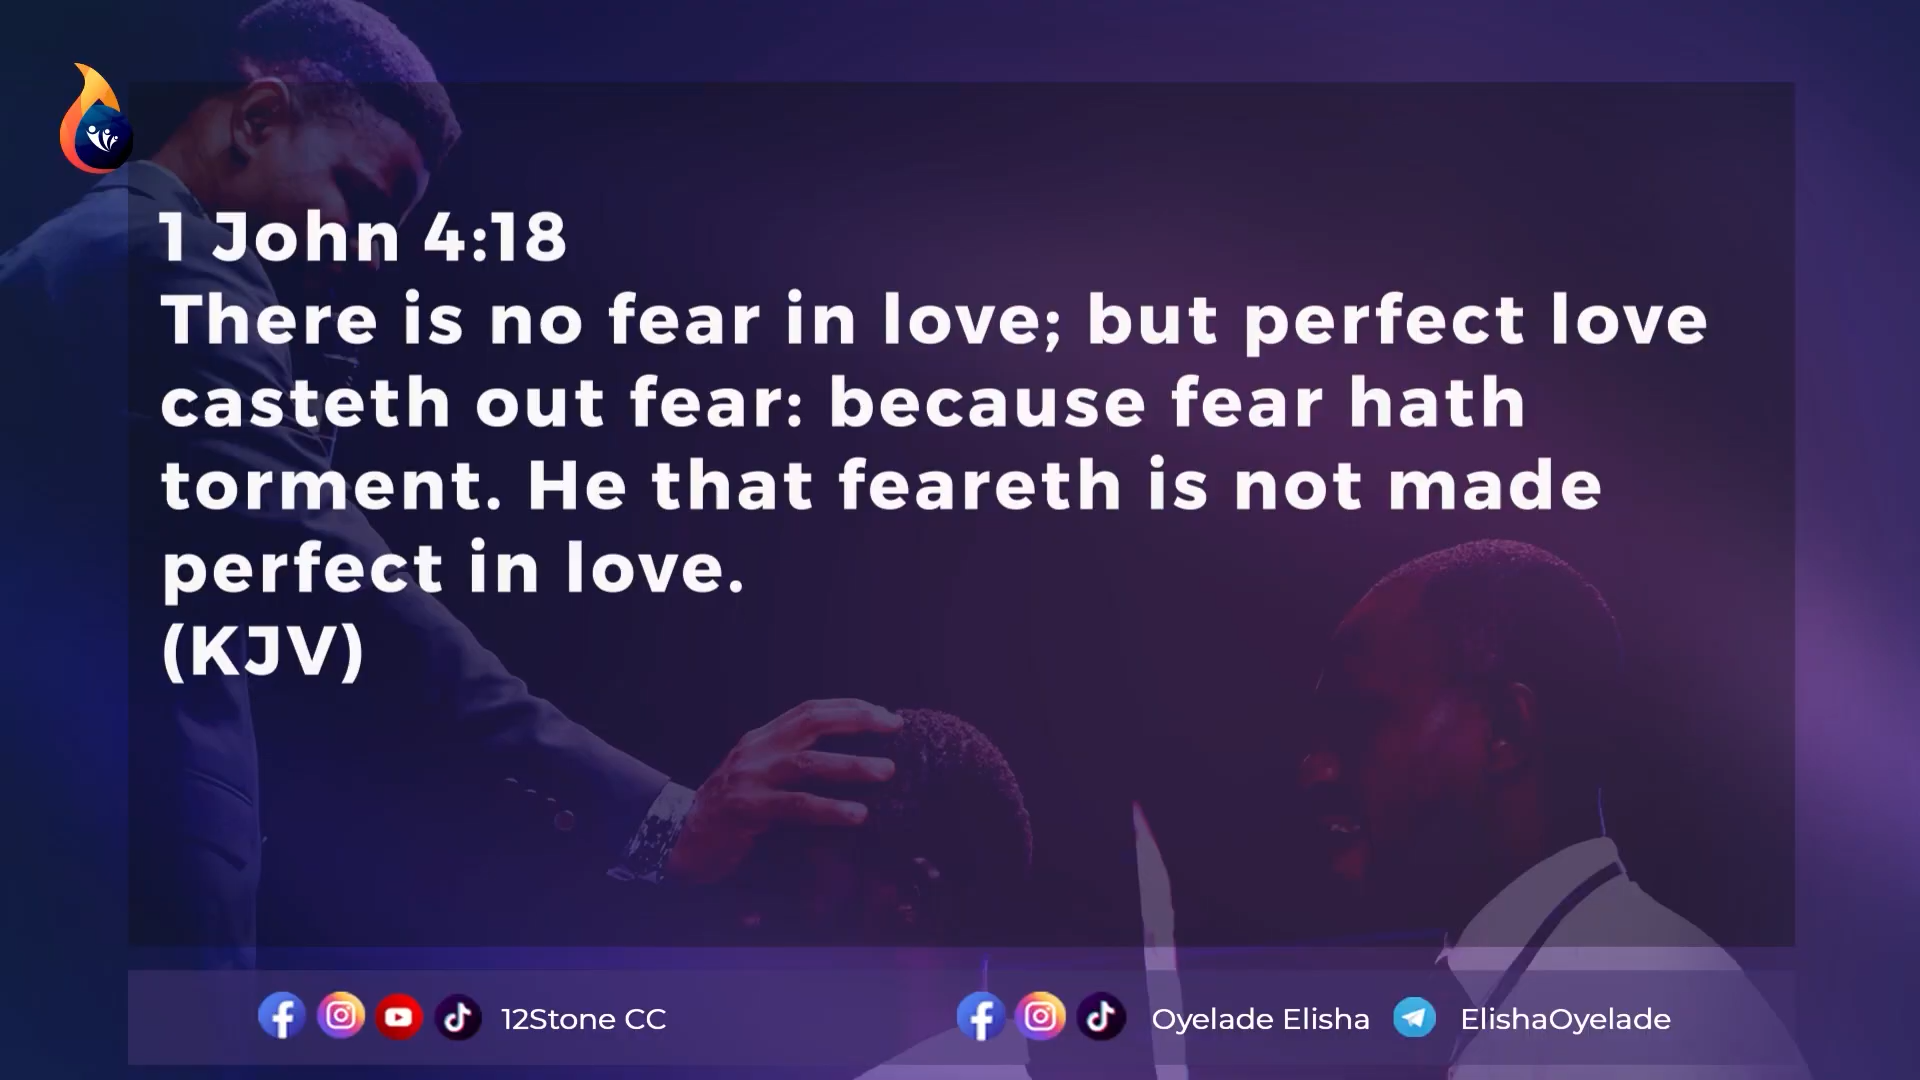 1 John 4:18
There is no fear in love; but perfect love
casteth out fear: because fear hath
torment. He that feareth is not made
perfect in love.
(KJV)
12Stone CC
Oyelade Elisha
ElishaOyelade